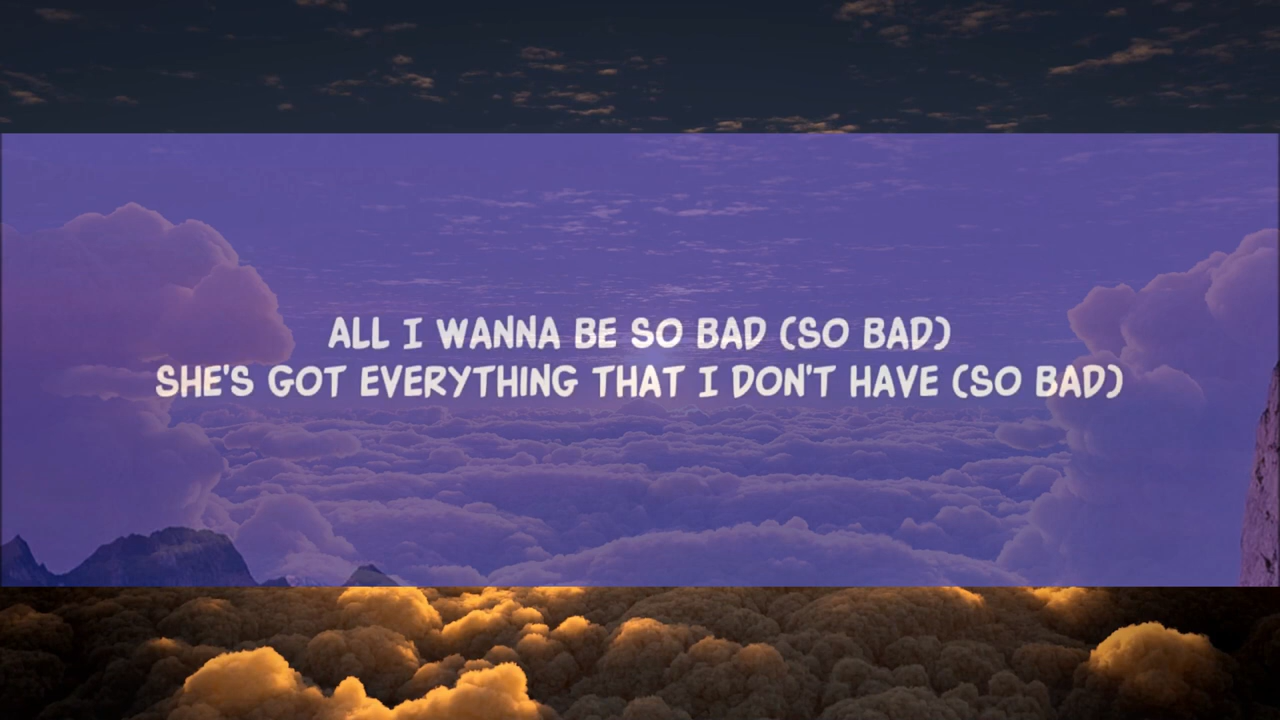 ALL I WANNA BE SO BAD (SO BAD)
SHE'S GOT EVERYTHING THAT I DON'T HAVE (SO BAD)